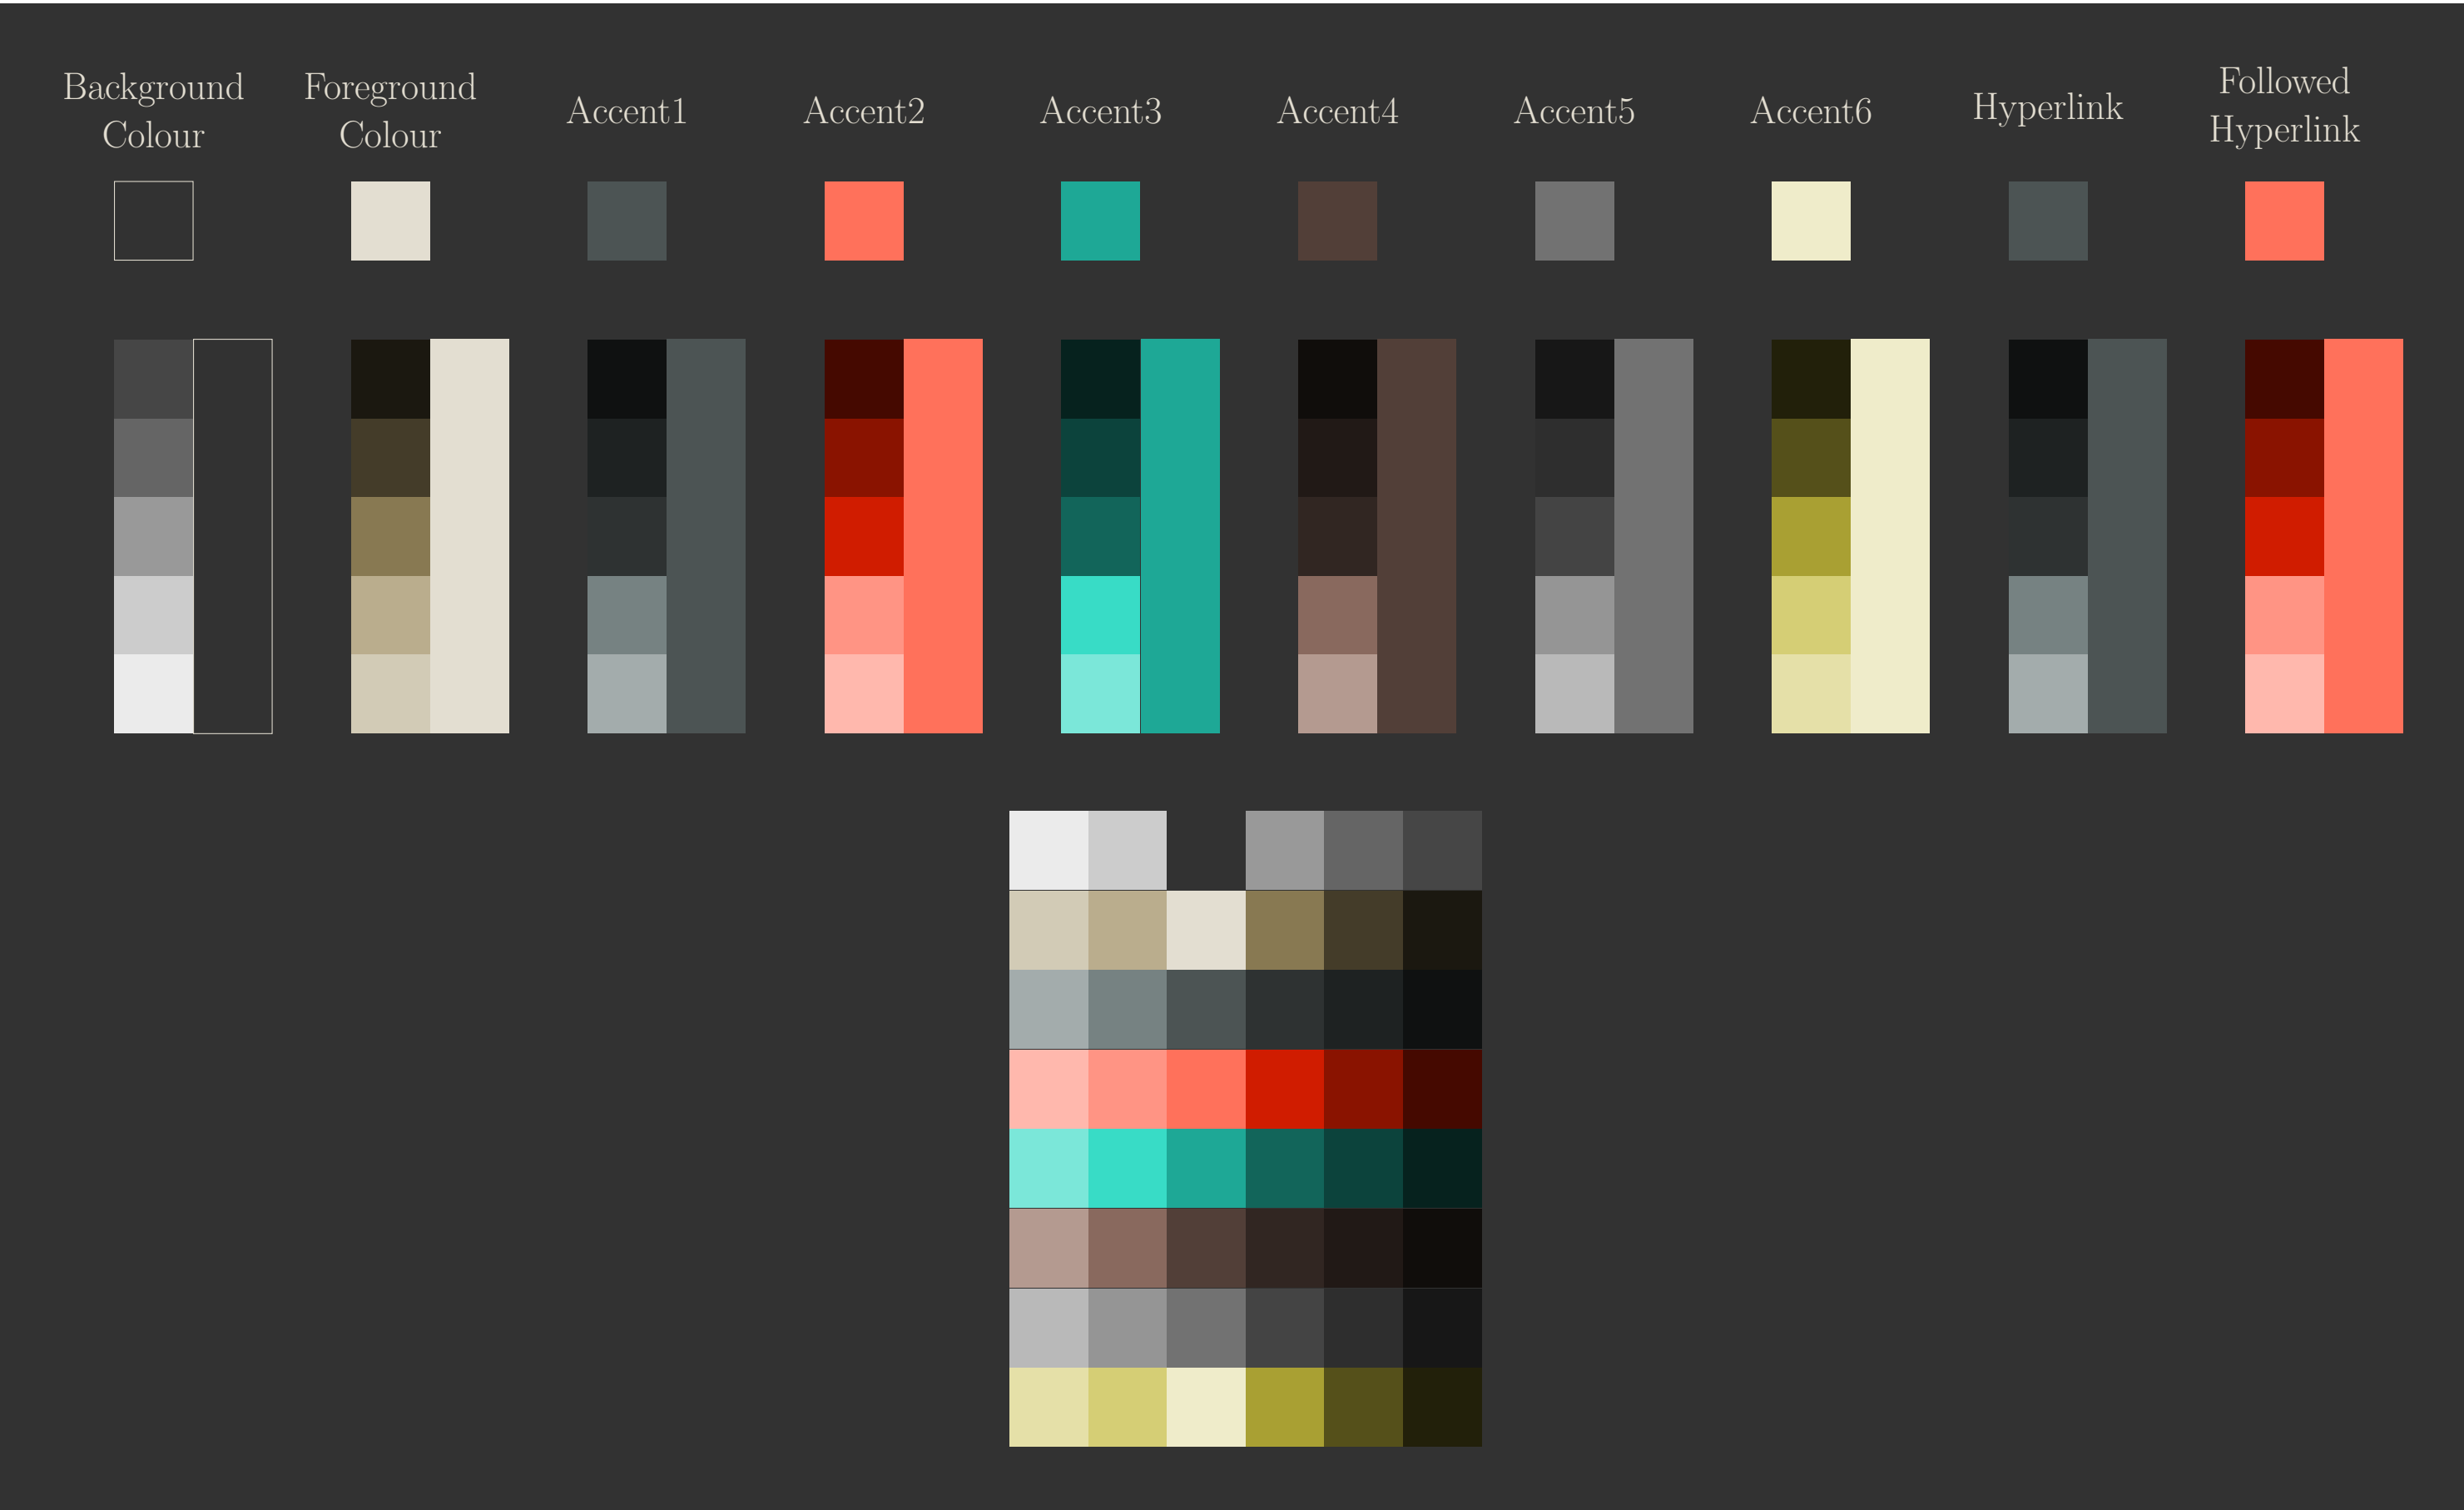 Background
Colour
Foreground
Colour
Accent1
Accent2
Accent3
Accent4
Accent5
Accent6
Hyperlink
Followed
Hyperlink